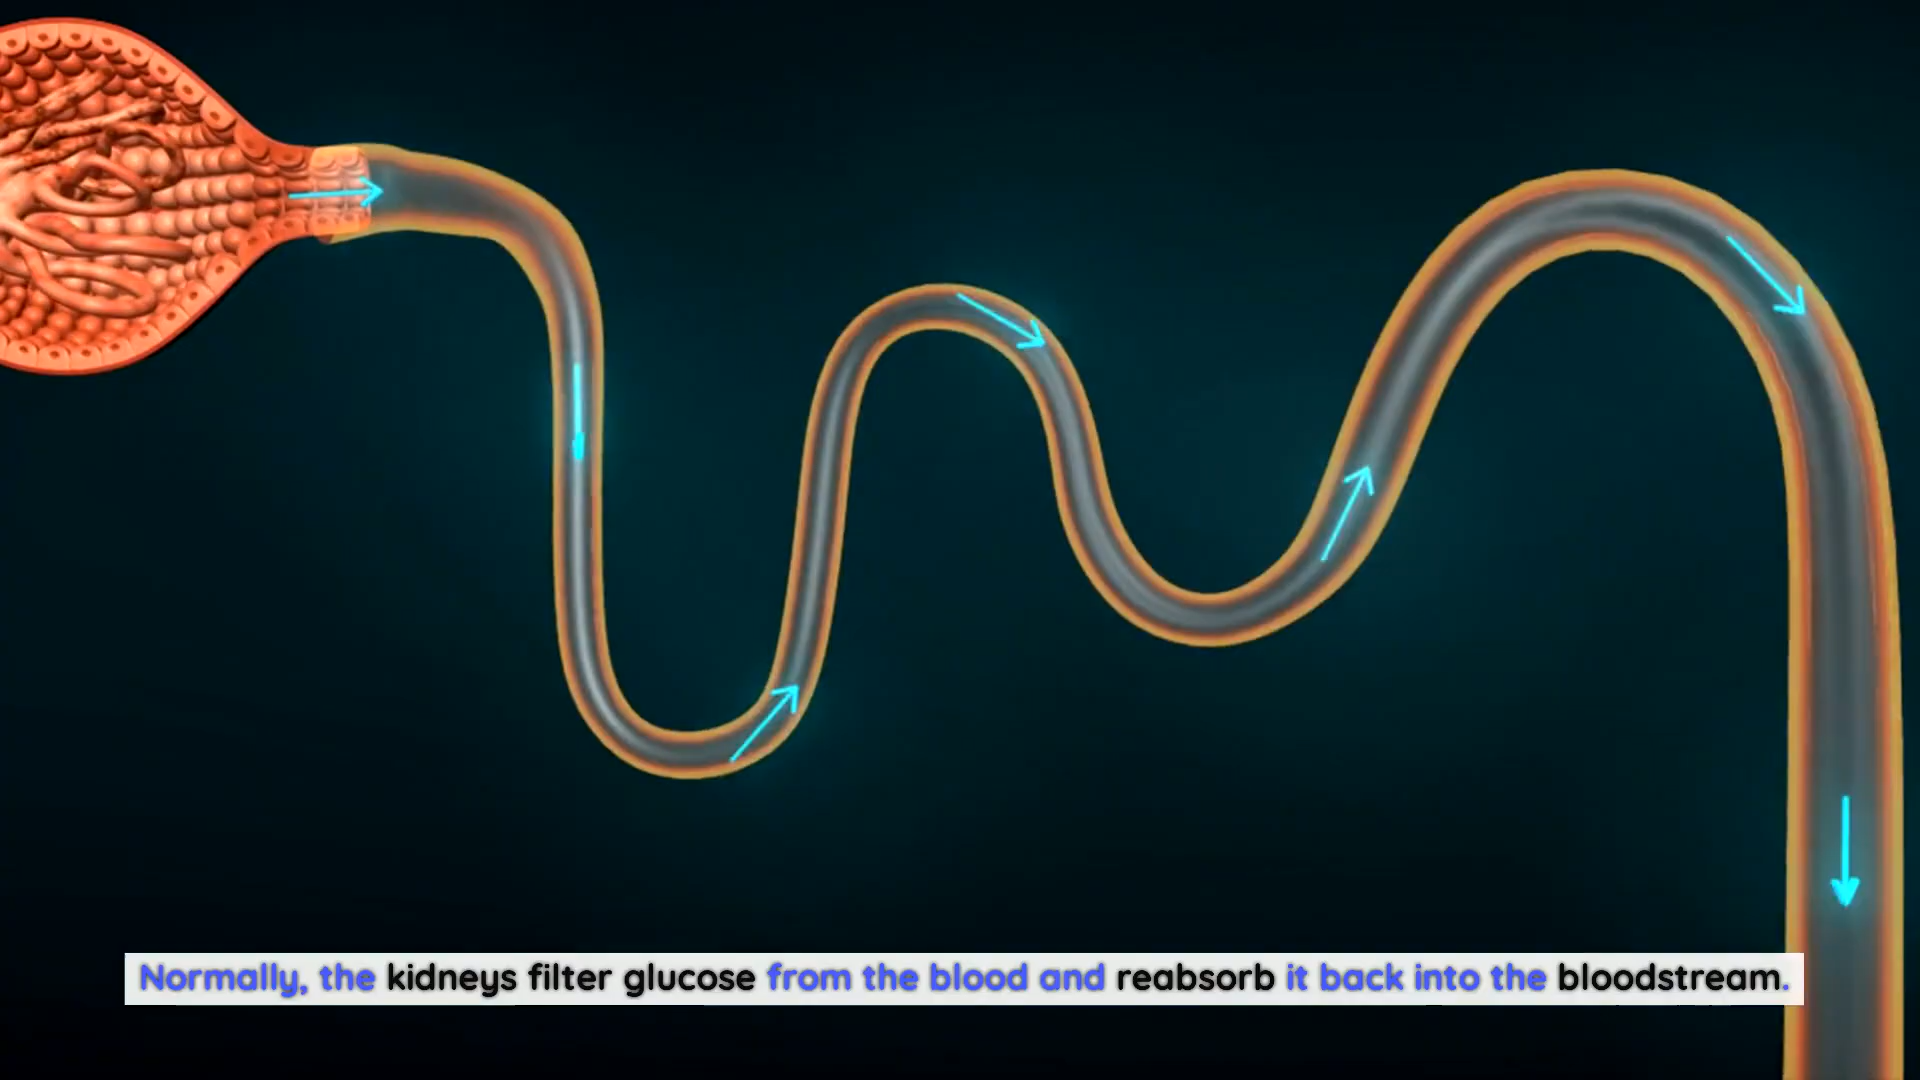 Normally, the kidneys filter glucose from the blood and reabsorb it back into the bloodstream.